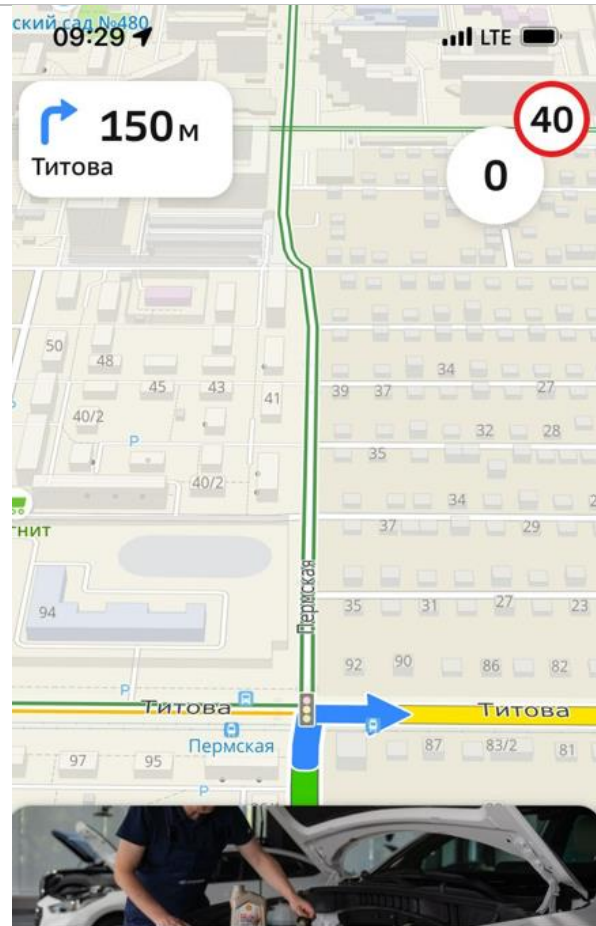 ский сад №480
09:29
LTE
150 м
Титова
40
0
50
48
34
45
43
41
39
37
27
40/2
32
28
P
35
40/2
34
нит
37
29
Пермская
94
35
31
27
23
92
90
86
82
P
Титова
Титова
Пермская
87
83/2
81
97
95
P